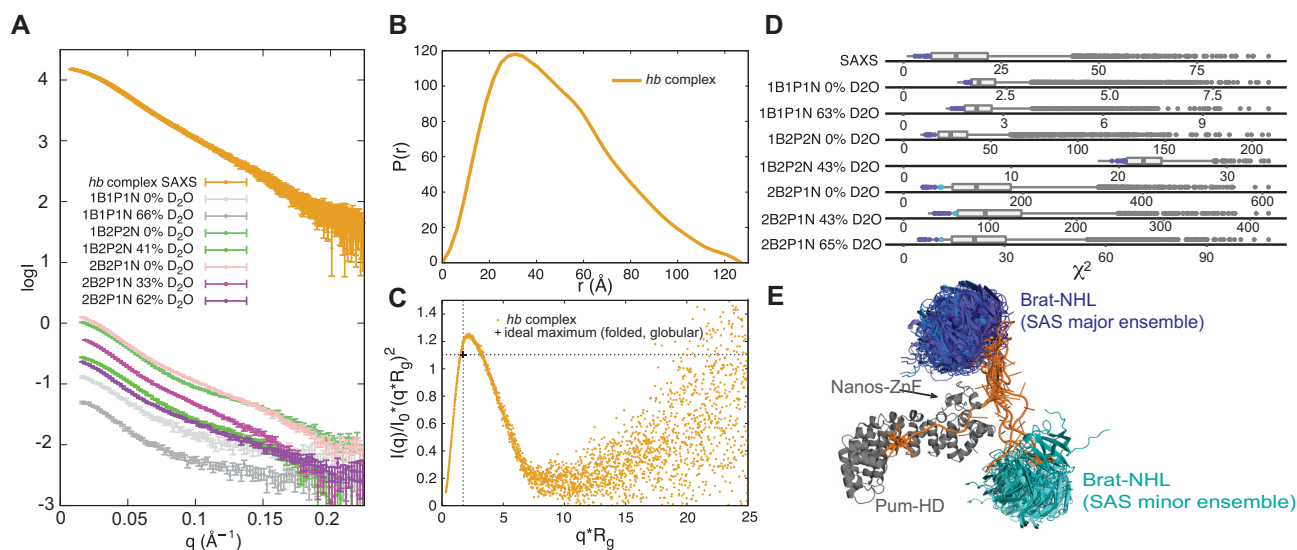 A
logI
4
3
2
1
0
-1
-2
-3
hb complex SAXS
1B1P1N 0% D2O
1B1P1N 66% D2O
1B2P2N 0% D2O
1B2P2N 41% D2O
2B2P1N 0% D2O
2B2P1N 33% D2O
2B2P1N 62% D2O
0 0.05 0.1 0.15 0.2
q (Å⁻¹)
B
P(r)
120
100
80
60
40
20
0
hb complex
0 20 40 60 80 100 120
r (Å)
C
I(q)/I0*(q*Rg)²
1.4
1.2
1
0.8
0.6
0.4
0.2
0
hb complex
+ ideal maximum (folded, globular)
0 5 10 15 20 25
q*Rg
D
SAXS
0 25 50 75
1B1P1N 0% D2O
0 2.5 5.0 7.5
1B1P1N 63% D2O
0 3 6 9
1B2P2N 0% D2O
0 50 100 150 200
1B2P2N 43% D2O
0 10 20 30
2B2P1N 0% D2O
0 200 400 600
2B2P1N 43% D2O
0 100 200 300 400
2B2P1N 65% D2O
0 30 60 90
χ²
E
Brat-NHL
(SAS major ensemble)
Nanos-ZnF
Pum-HD
Brat-NHL
(SAS minor ensemble)